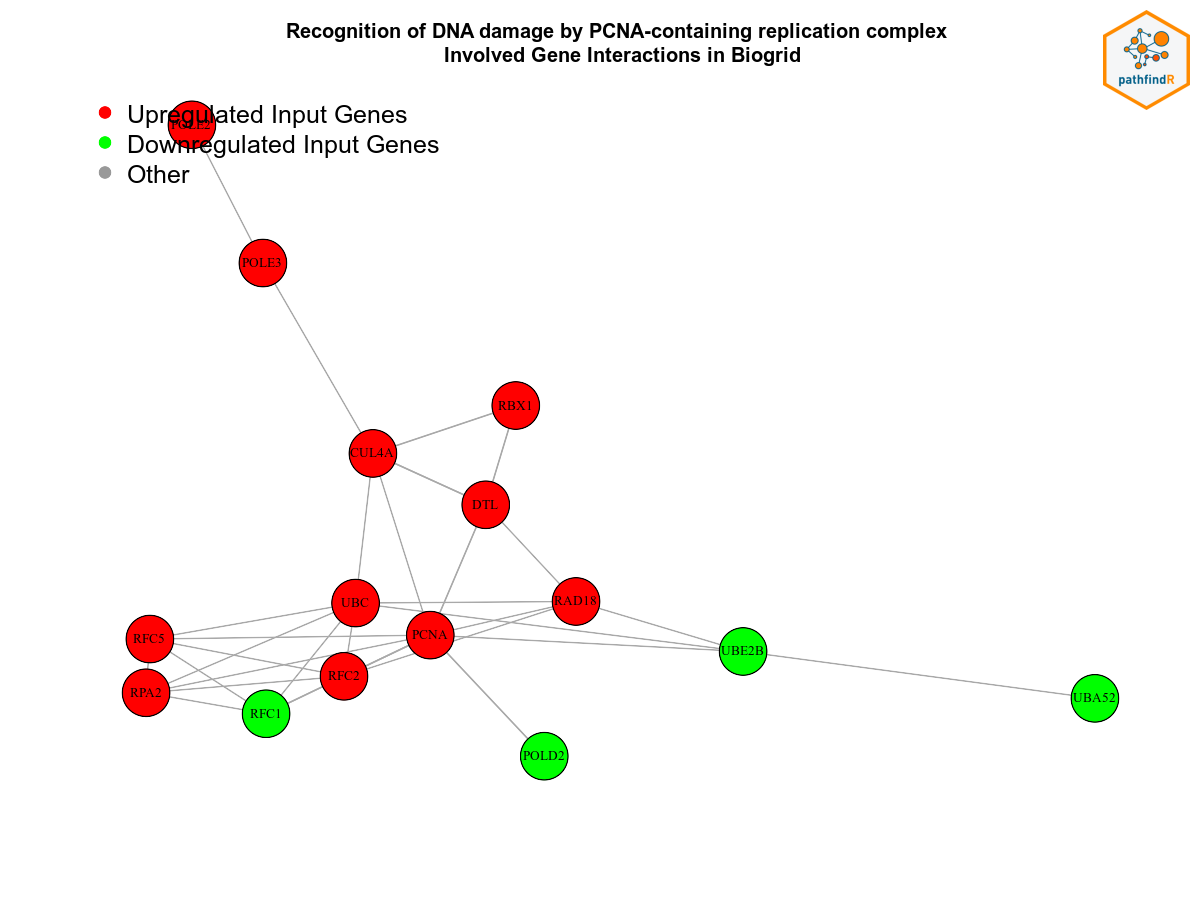 Recognition of DNA damage by PCNA-containing replication complex
Involved Gene Interactions in Biogrid
pathfindR
Upregulated Input Genes
POLE2
Downregulated Input Genes
Other
POLE3
RBX1
CUL4A
DTL
UBC
RAD18
PCNA
RFC5
UBE2B
RFC2
RPA2
UBA52
RFC1
POLD2